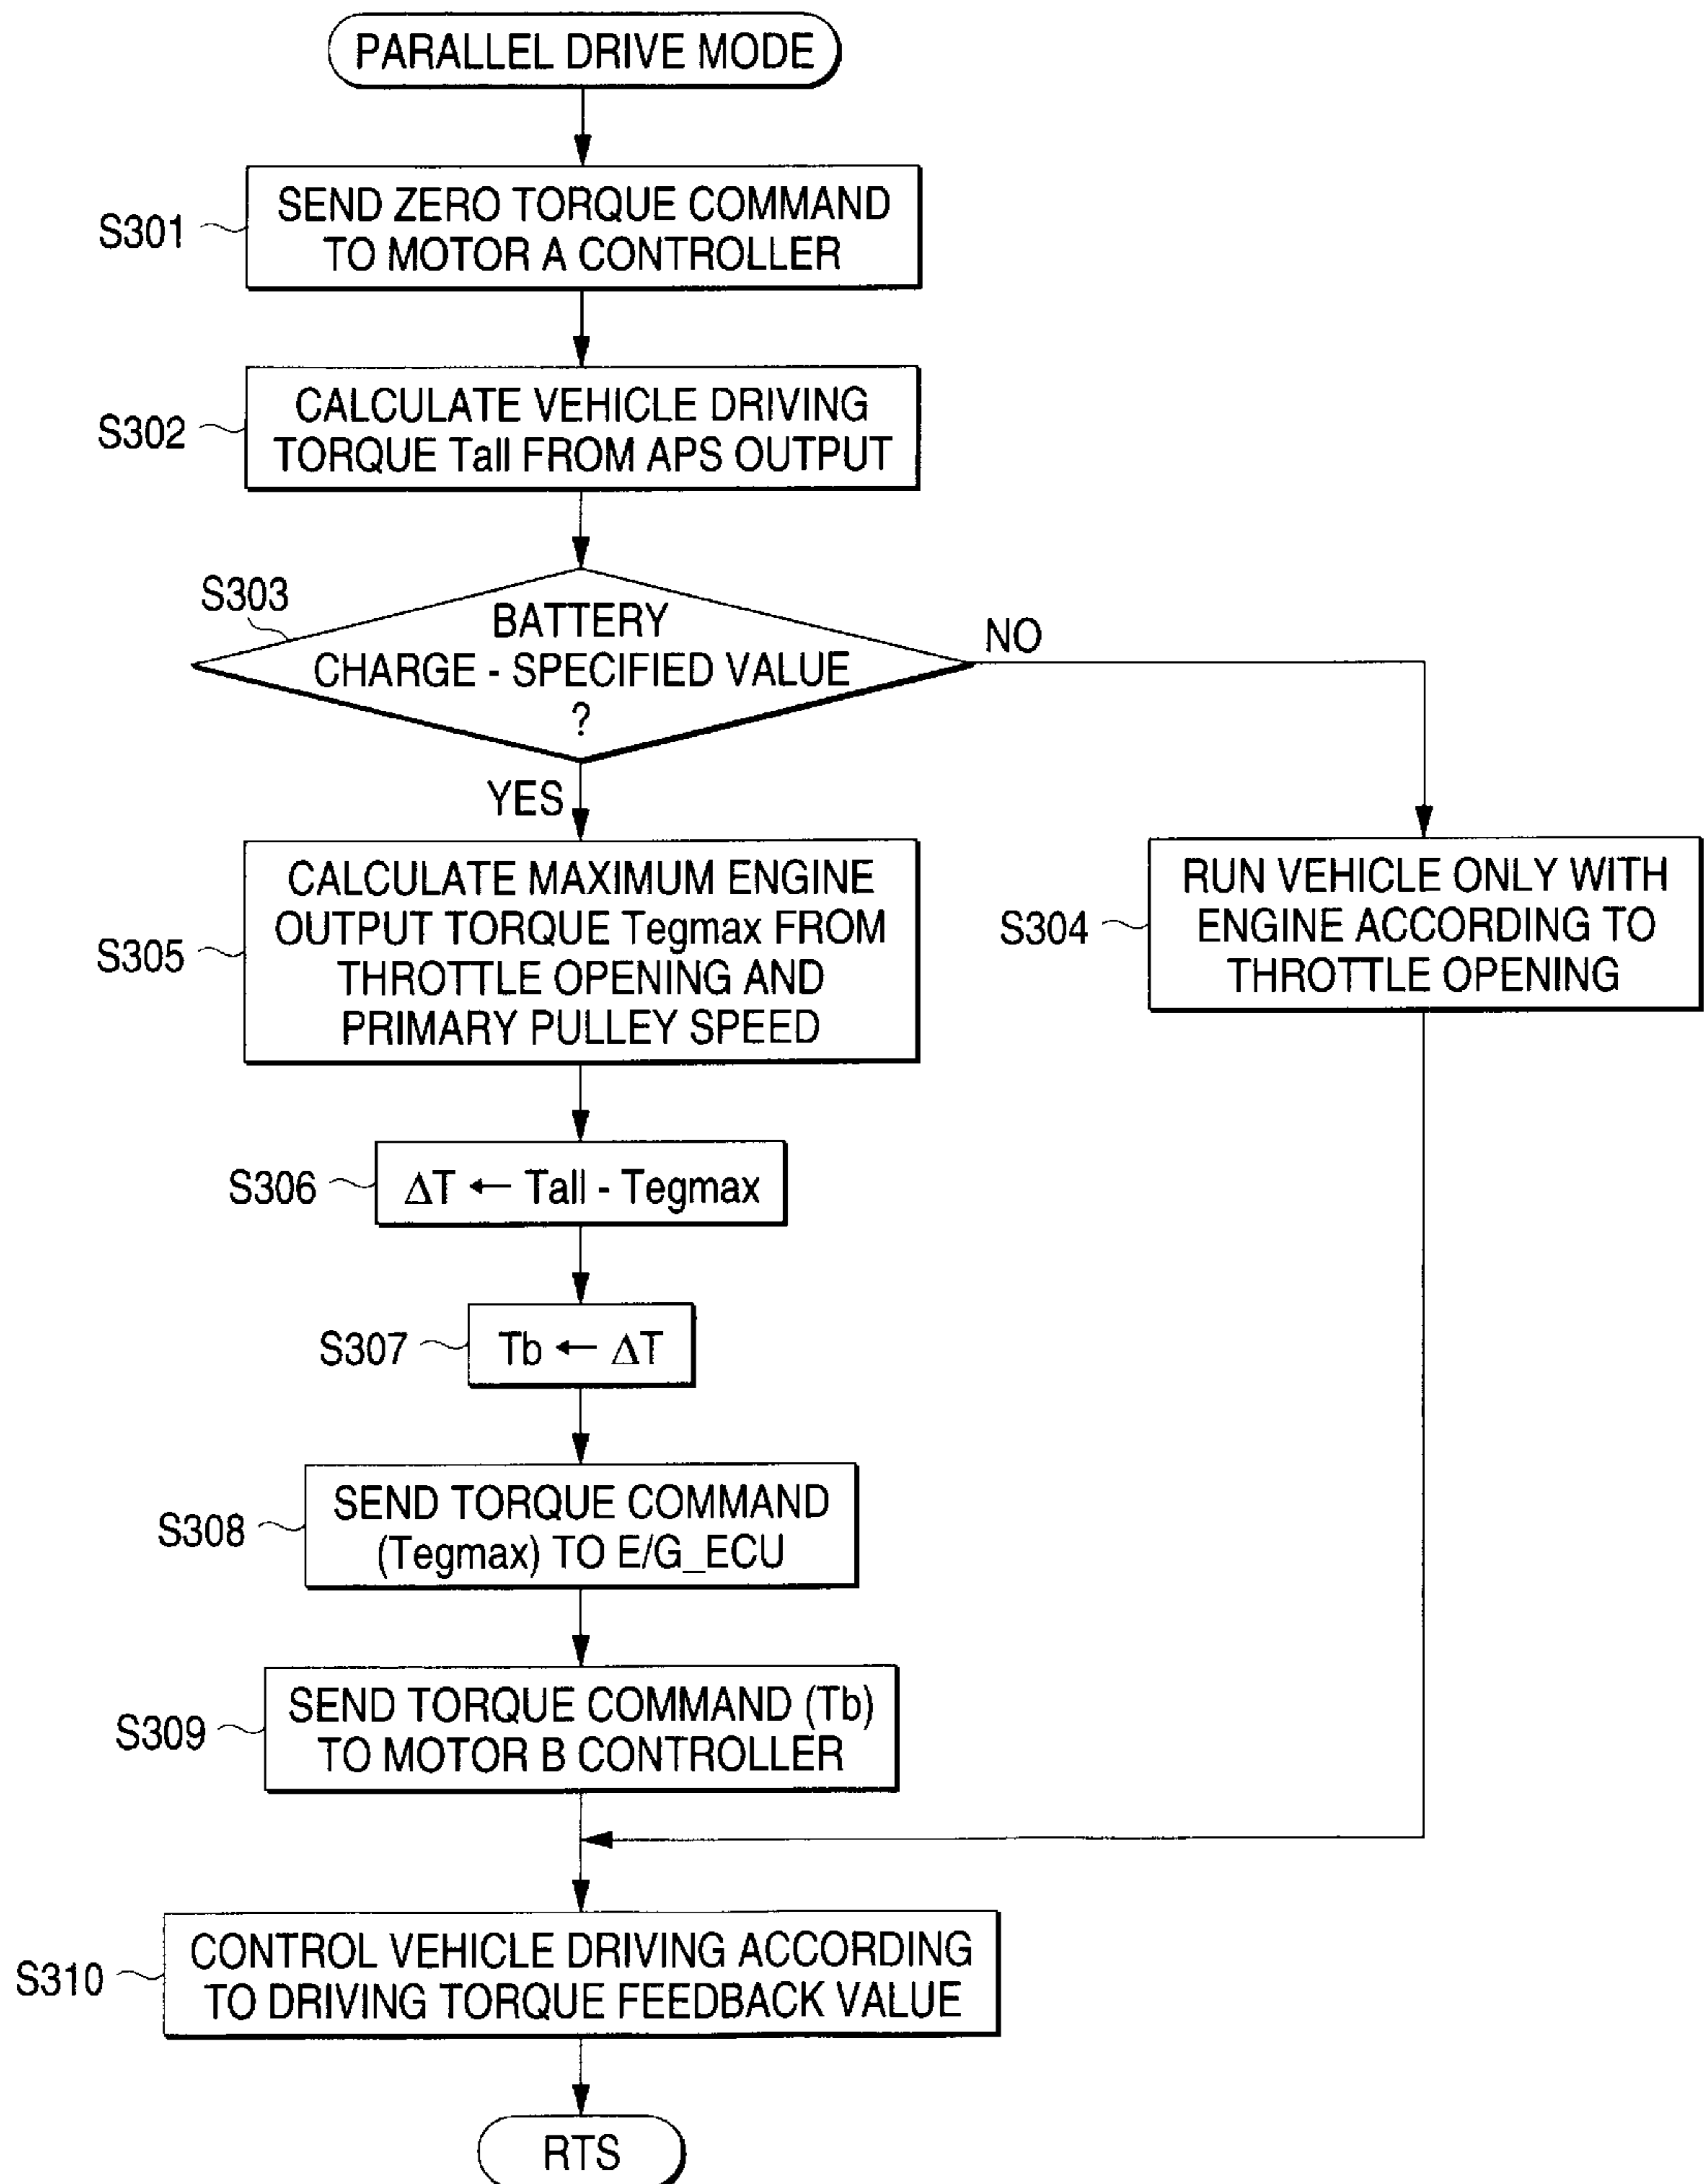 PARALLEL DRIVE MODE
S301
SEND ZERO TORQUE COMMAND
TO MOTOR A CONTROLLER
S302
CALCULATE VEHICLE DRIVING
TORQUE Tall FROM APS OUTPUT
S303
BATTERY
CHARGE - SPECIFIED VALUE
?
NO
YES
S305
CALCULATE MAXIMUM ENGINE
OUTPUT TORQUE Tegmax FROM
THROTTLE OPENING AND
PRIMARY PULLEY SPEED
S304
RUN VEHICLE ONLY WITH
ENGINE ACCORDING TO
THROTTLE OPENING
S306
ΔT ← Tall - Tegmax
S307
Tb ← ΔT
S308
SEND TORQUE COMMAND
(Tegmax) TO E/G_ECU
S309
SEND TORQUE COMMAND (Tb)
TO MOTOR B CONTROLLER
S310
CONTROL VEHICLE DRIVING ACCORDING
TO DRIVING TORQUE FEEDBACK VALUE
RTS